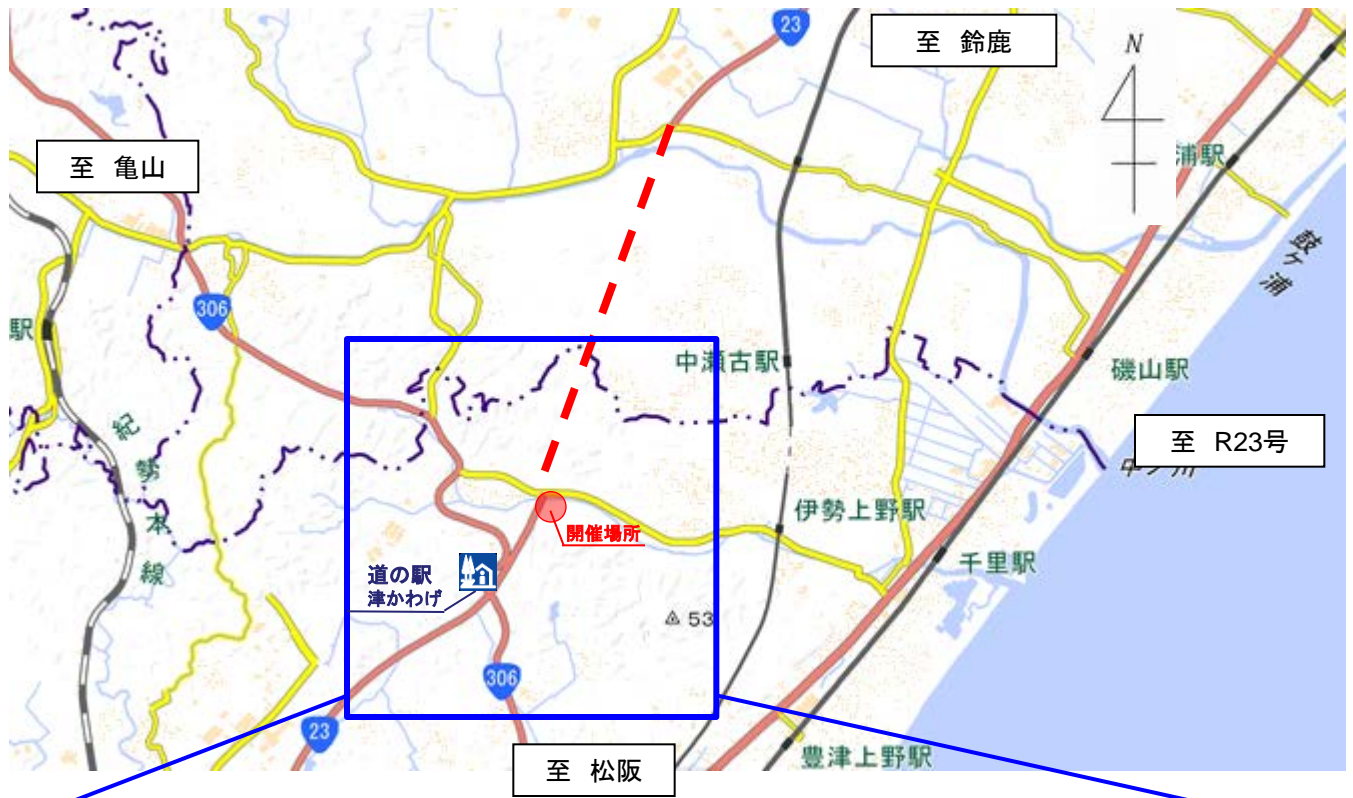 23
至 鈴鹿
N
至 亀山
浦駅
鼓ヶ浦
306
駅
中瀬古駅
磯山駅
至 R23号
中ノ川
紀勢本線
開催場所
伊勢上野駅
道の駅
津かわげ
千里駅
53
306
23
豊津上野駅
至 松阪